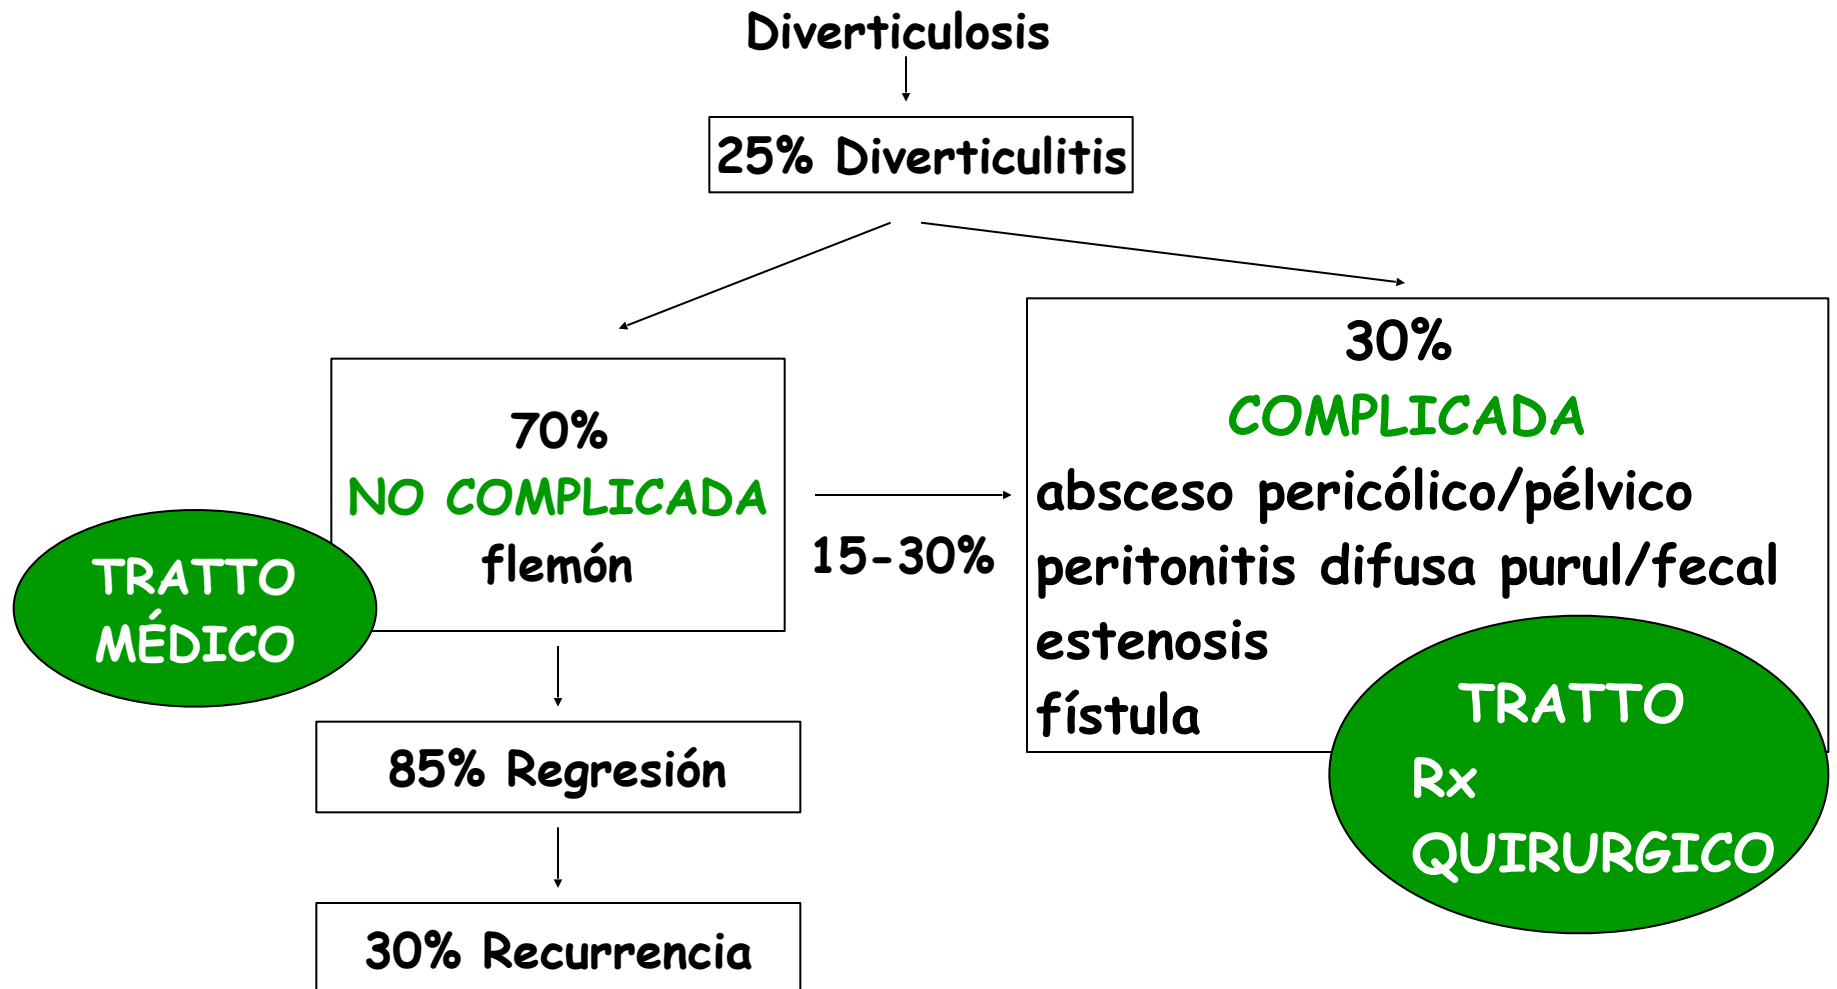 Diverticulosis
25% Diverticulitis
70%
NO COMPLICADA
flemón
TRATTO
MÉDICO
15-30%
30%
COMPLICADA
absceso pericólico/pélvico
peritonitis difusa purul/fecal
estenosis
fístula
TRATTO
Rx
QUIRURGICO
85% Regresión
30% Recurrencia